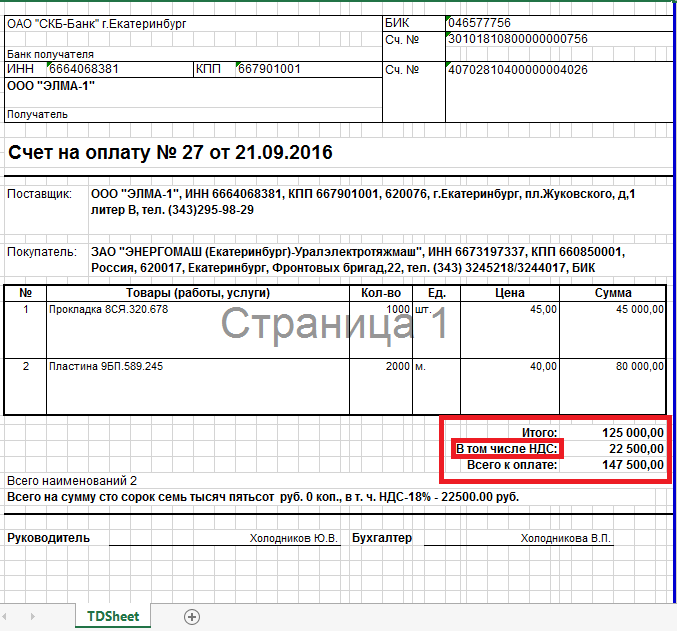 ОАО "СКБ-Банк" г.Екатеринбург БИК 046577756
Сч. № 30101810800000000756
Банк получателя
ИНН 6664068381 КПП 667901001 Сч. № 40702810400000004026
ООО "ЭЛМА-1"
Получатель
Счет на оплату № 27 от 21.09.2016
Поставщик: ООО "ЭЛМА-1", ИНН 6664068381, КПП 667901001, 620076, г.Екатеринбург, пл.Жуковского, д,1
литер В, тел. (343)295-98-29
Покупатель: ЗАО "ЭНЕРГОМАШ (Екатеринбург)-Уралэлектротяжмаш", ИНН 6673197337, КПП 660850001,
Россия, 620017, Екатеринбург, Фронтовых бригад,22, тел. (343) 3245218/3244017, БИК
№ Товары (работы, услуги) Кол-во Ед. Цена Сумма
1 Прокладка 8СЯ.320.678 1000 шт. 45,00 45 000,00
Страница 1
2 Пластина 9БП.589.245 2000 м. 40,00 80 000,00
Итого: 125 000,00
В том числе НДС: 22 500,00
Всего к оплате: 147 500,00
Всего наименований 2
Всего на сумму сто сорок семь тысяч пятьсот руб. 0 коп., в т. ч. НДС-18% - 22500.00 руб.
Руководитель Холодников Ю.В. Бухгалтер Холодникова В.П.
TDSheet